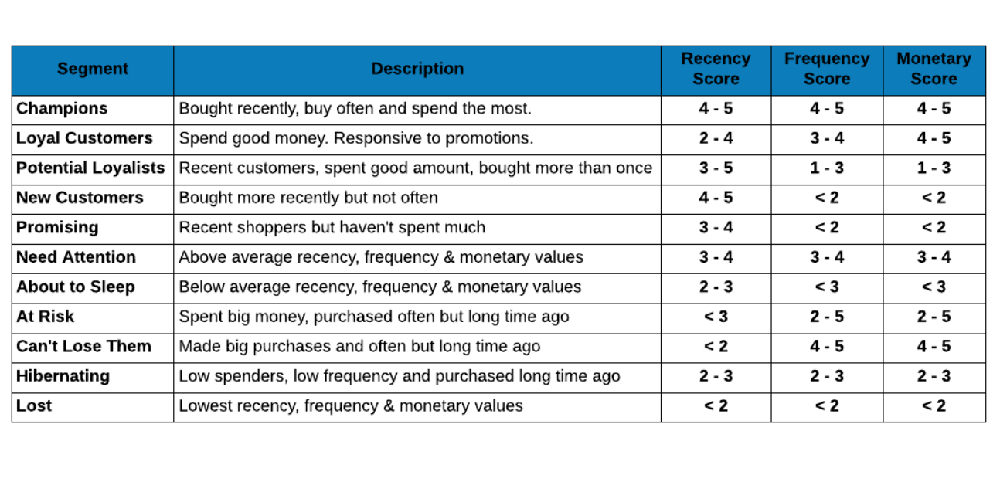 Segment Description Recency Score Frequency Score Monetary Score
Champions Bought recently, buy often and spend the most. 4 - 5 4 - 5 4 - 5
Loyal Customers Spend good money. Responsive to promotions. 2 - 4 3 - 4 4 - 5
Potential Loyalists Recent customers, spent good amount, bought more than once 3 - 5 1 - 3 1 - 3
New Customers Bought more recently but not often 4 - 5 < 2 < 2
Promising Recent shoppers but haven't spent much 3 - 4 < 2 < 2
Need Attention Above average recency, frequency & monetary values 3 - 4 3 - 4 3 - 4
About to Sleep Below average recency, frequency & monetary values 2 - 3 < 3 < 3
At Risk Spent big money, purchased often but long time ago < 3 2 - 5 2 - 5
Can't Lose Them Made big purchases and often but long time ago < 2 4 - 5 4 - 5
Hibernating Low spenders, low frequency and purchased long time ago 2 - 3 2 - 3 2 - 3
Lost Lowest recency, frequency & monetary values < 2 < 2 < 2